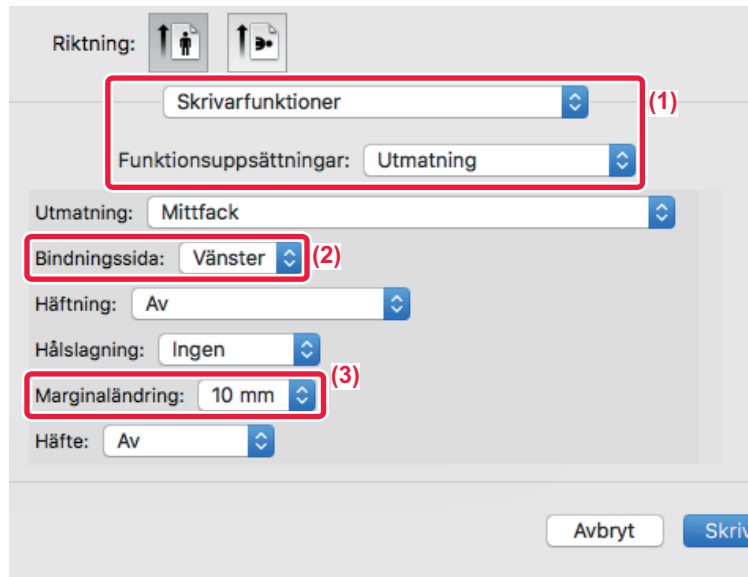 Riktning:
Skrivarfunktioner
(1)
Funktionsuppsättningar: Utmatning
Utmatning: Mittfack
Bindningssida: Vänster (2)
Häftning: Av
Hålslagning: Ingen
(3)
Marginaländring: 10 mm
Häfte: Av
Avbryt Skriv